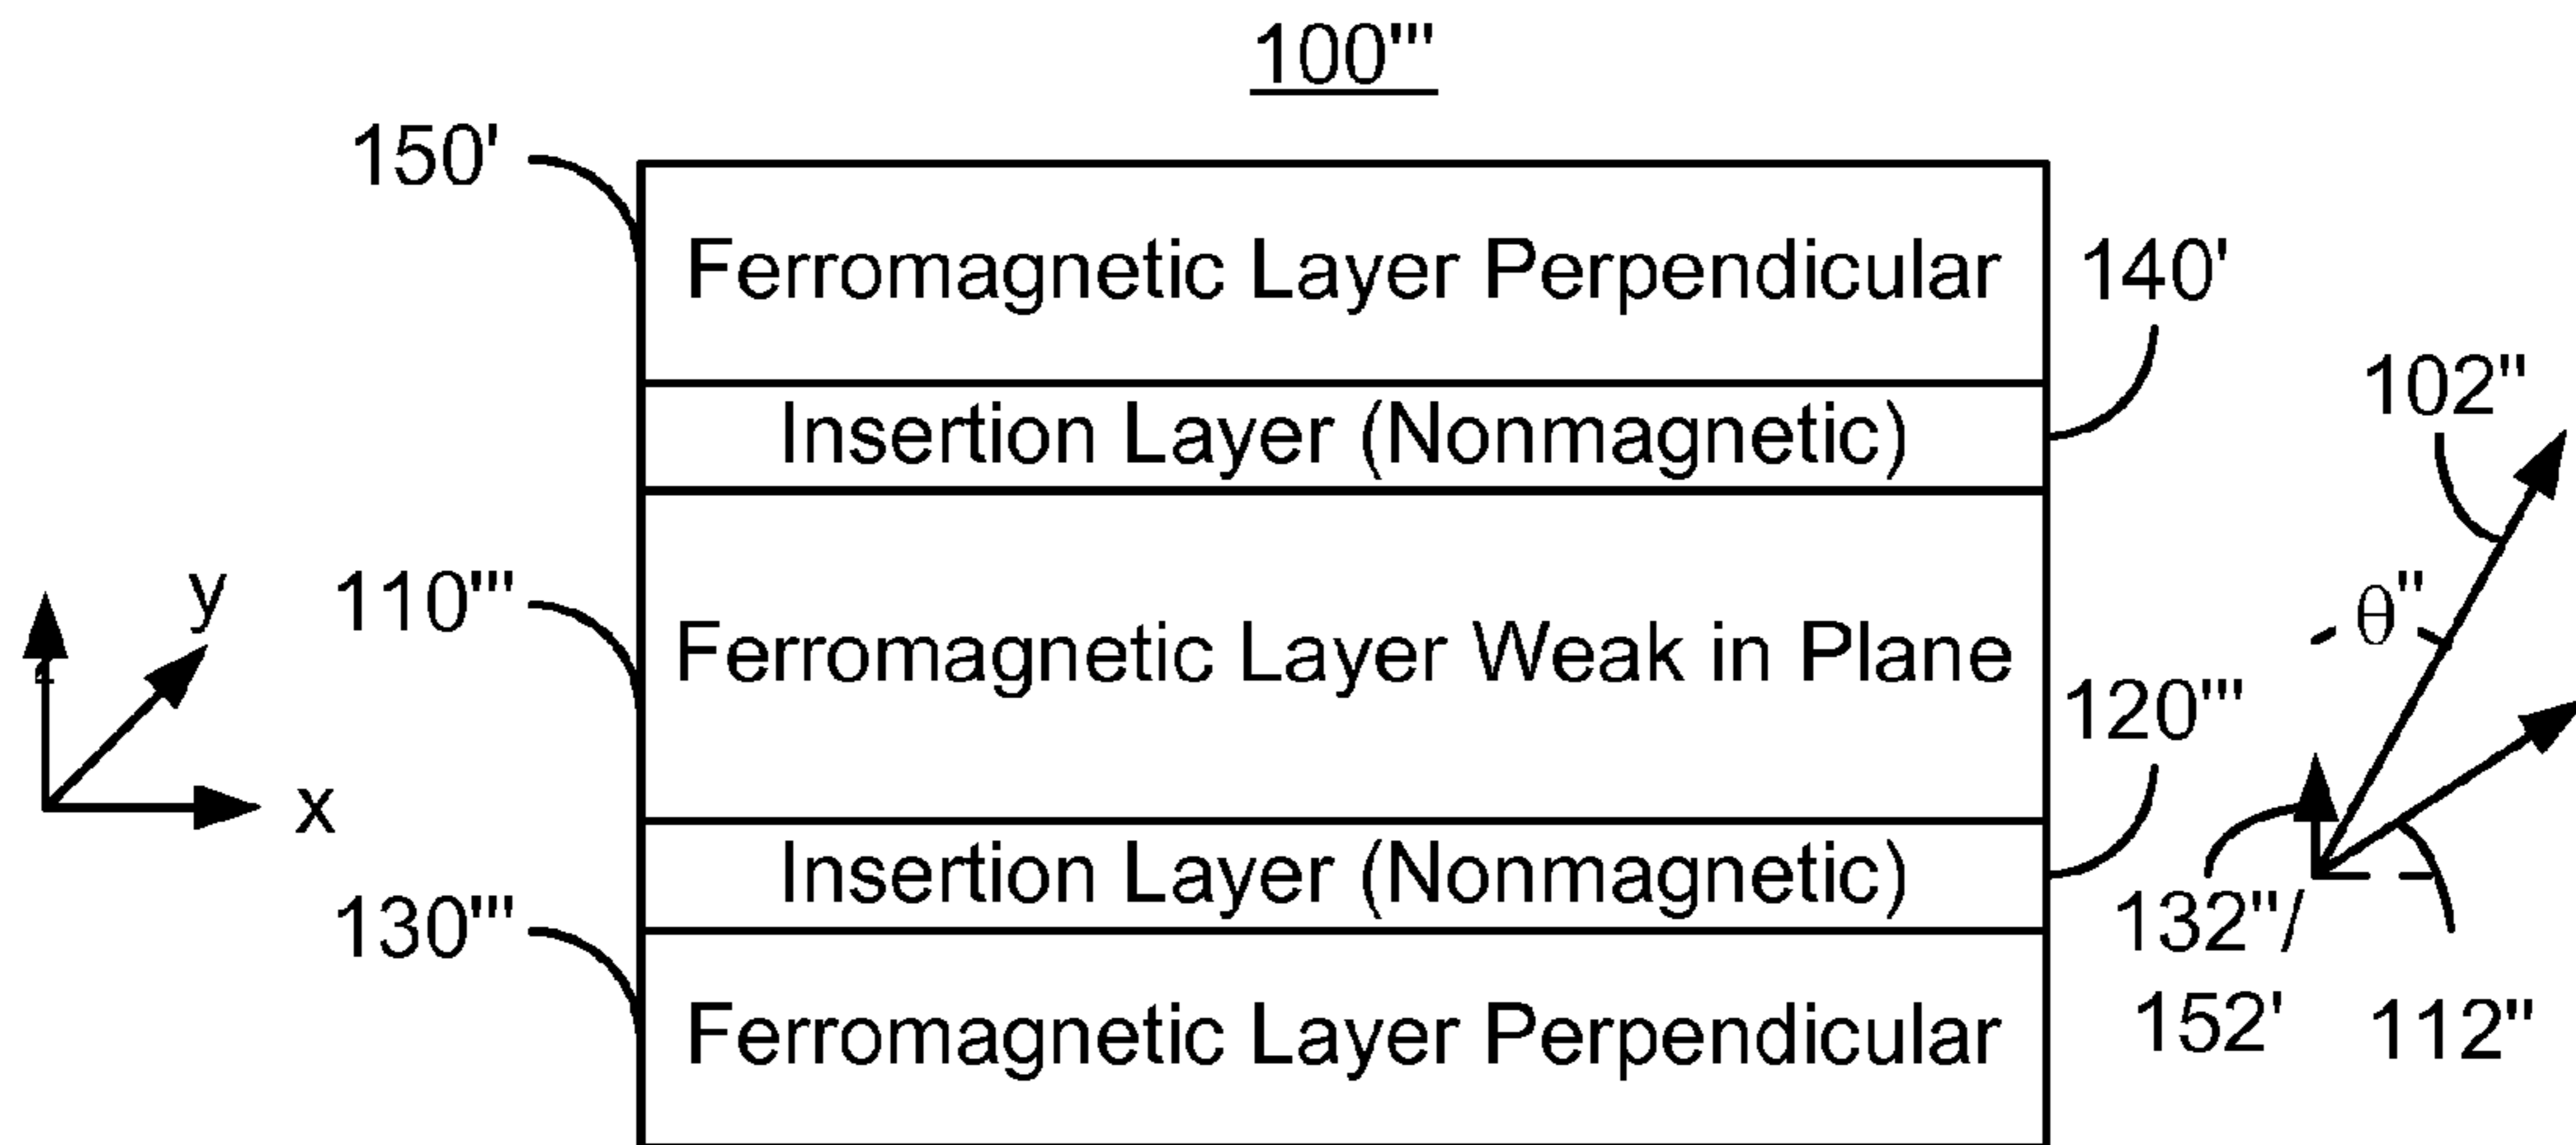 100'''
150'
Ferromagnetic Layer Perpendicular
140'
Insertion Layer (Nonmagnetic)
102"
y
110'''
θ"
Ferromagnetic Layer Weak in Plane
120'''
x
Insertion Layer (Nonmagnetic)
130'''
132"/
152'
112"
Ferromagnetic Layer Perpendicular